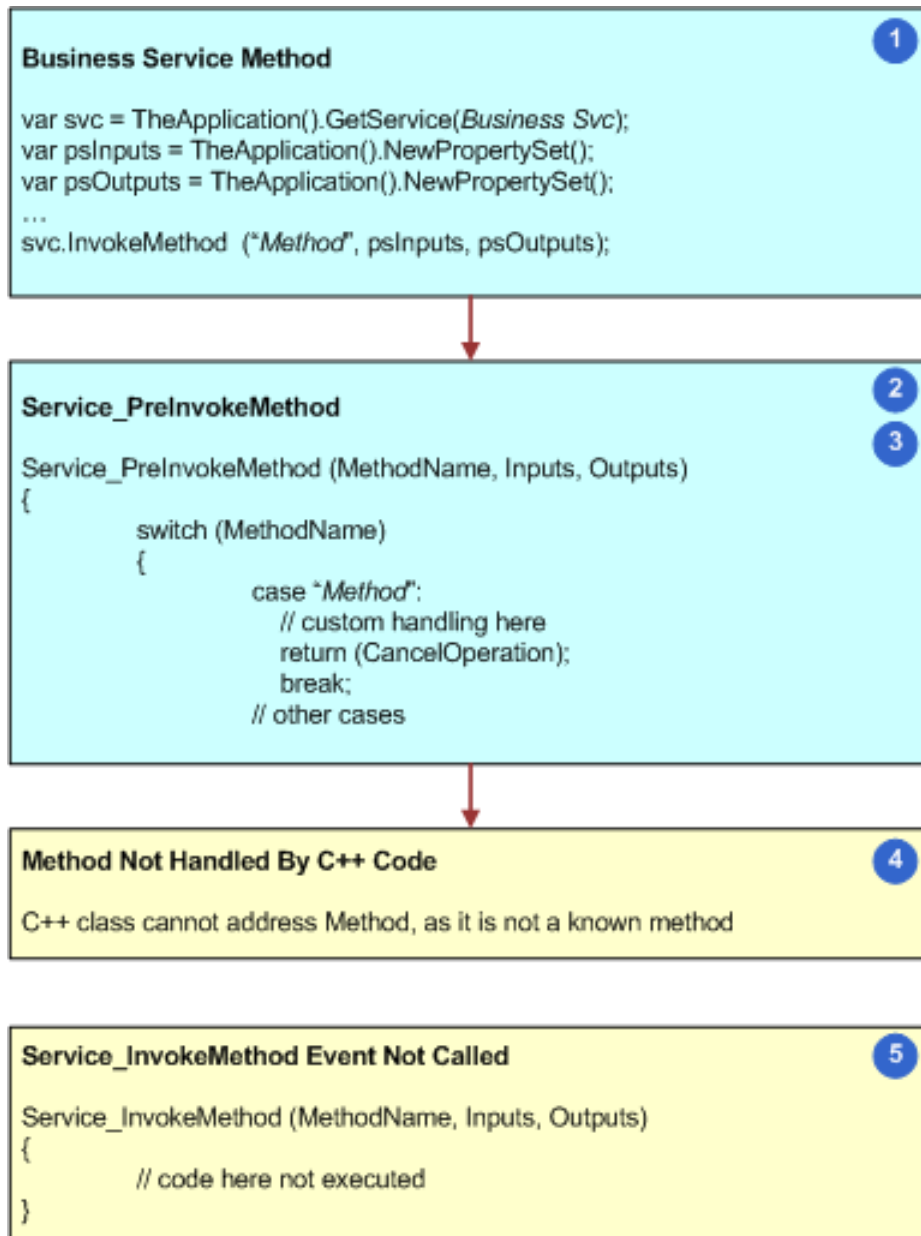 1
Business Service Method
var svc = TheApplication().GetService(Business Svc);
var psInputs = TheApplication().NewPropertySet();
var psOutputs = TheApplication().NewPropertySet();
…
svc.InvokeMethod (“Method”, psInputs, psOutputs);
2
Service_PreInvokeMethod
3
Service_PreInvokeMethod (MethodName, Inputs, Outputs)
{
switch (MethodName)
{
case “Method”:
// custom handling here
return (CancelOperation);
break;
// other cases
Method Not Handled By C++ Code
4
C++ class cannot address Method, as it is not a known method
Service_InvokeMethod Event Not Called
5
Service_InvokeMethod (MethodName, Inputs, Outputs)
{
// code here not executed
}